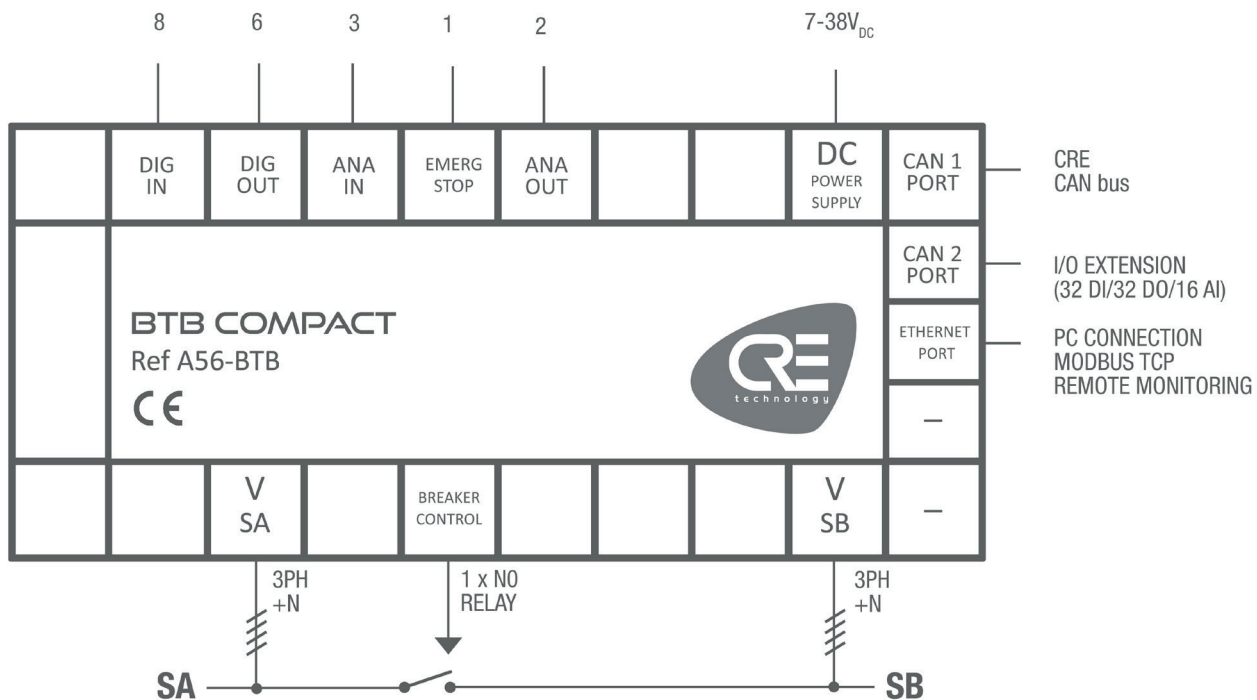 8
6
3
1
2
7-38VDC
DIG
IN
DIG
OUT
ANA
IN
EMERG
STOP
ANA
OUT
DC
POWER
SUPPLY
CAN 1
PORT
CRE
CAN bus
CAN 2
PORT
I/O EXTENSION
(32 DI/32 DO/16 AI)
BTB COMPACT
Ref A56-BTB
CE
CRE
technology
ETHERNET
PORT
PC CONNECTION
MODBUS TCP
REMOTE MONITORING
–
V
SA
BREAKER
CONTROL
V
SB
–
3PH
+N
1 x NO
RELAY
3PH
+N
SA
SB